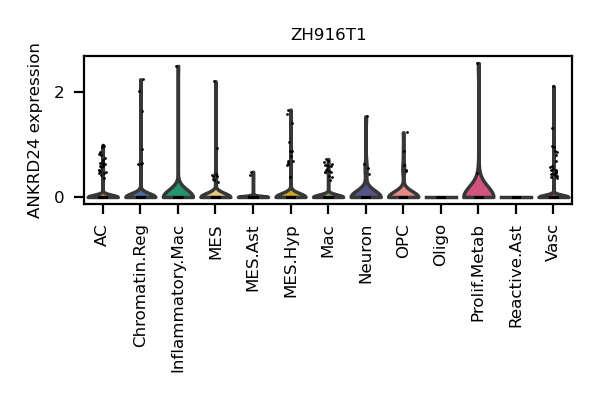 ZH916T1
ANKRD24 expression
2
0
AC
Chromatin.Reg
Inflammatory.Mac
MES
MES.Ast
MES.Hyp
Mac
Neuron
OPC
Oligo
Prolif.Metab
Reactive.Ast
Vasc